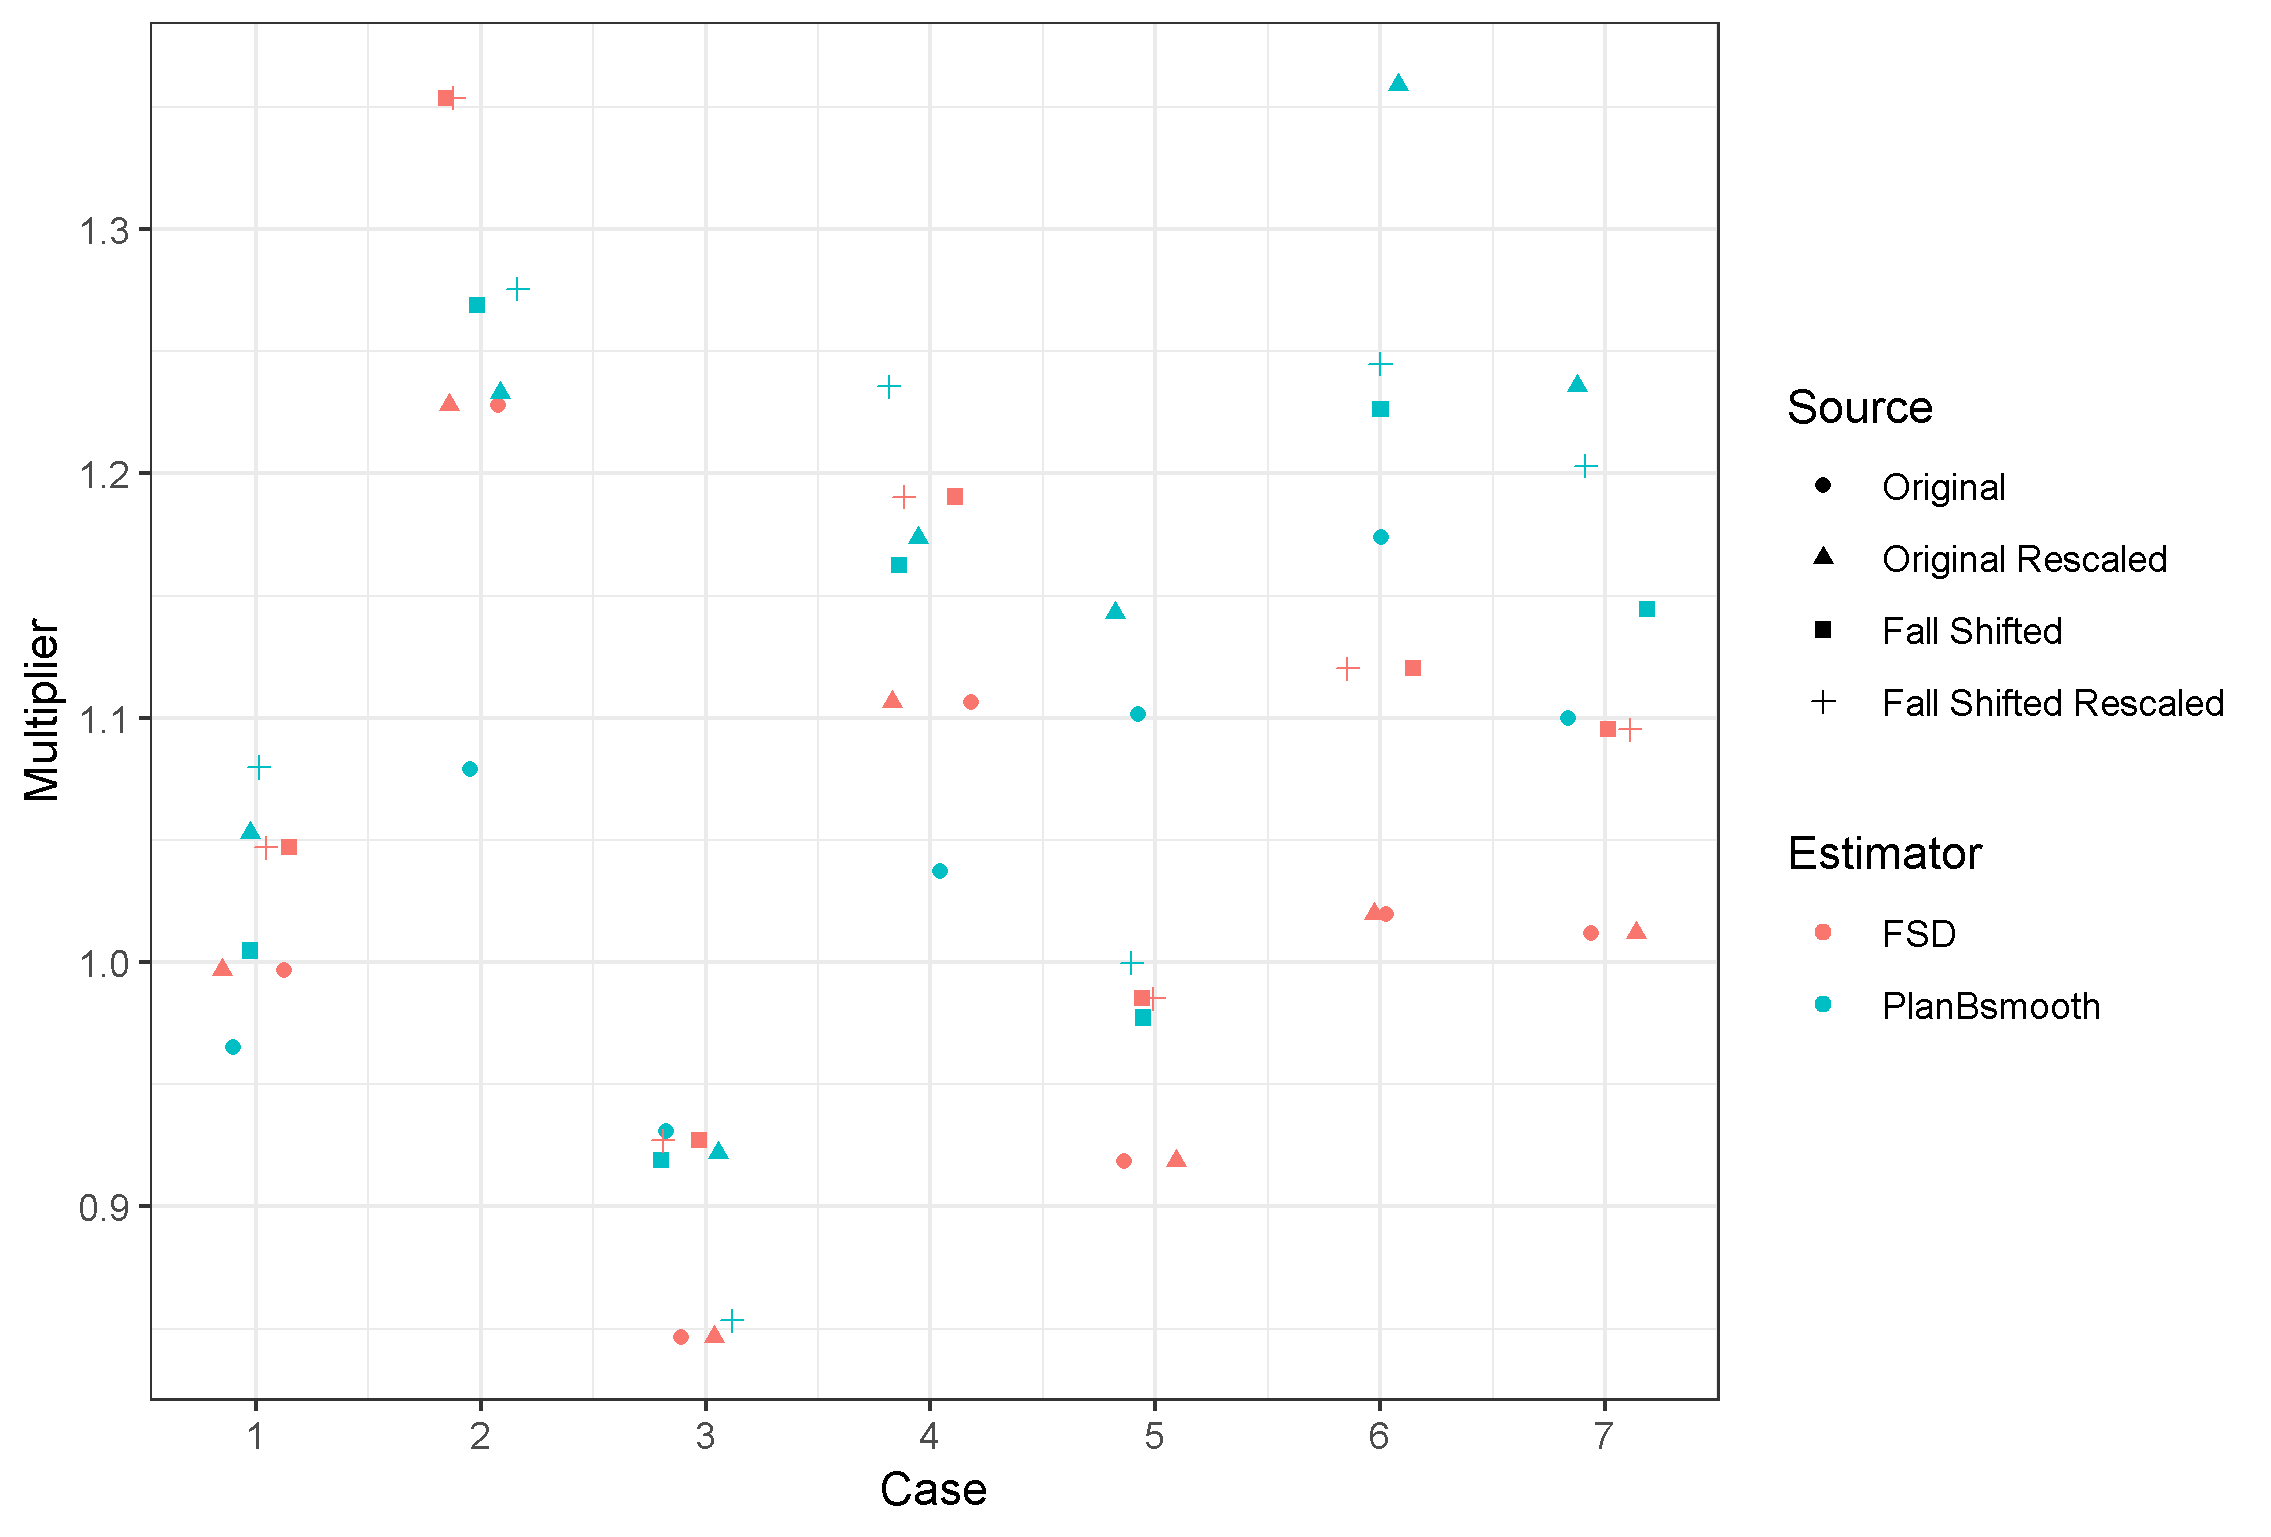 Multiplier
1.3
1.2
1.1
1.0
0.9
1 2 3 4 5 6 7
Case
Source
Original
Original Rescaled
Fall Shifted
Fall Shifted Rescaled
Estimator
FSD
PlanBsmooth